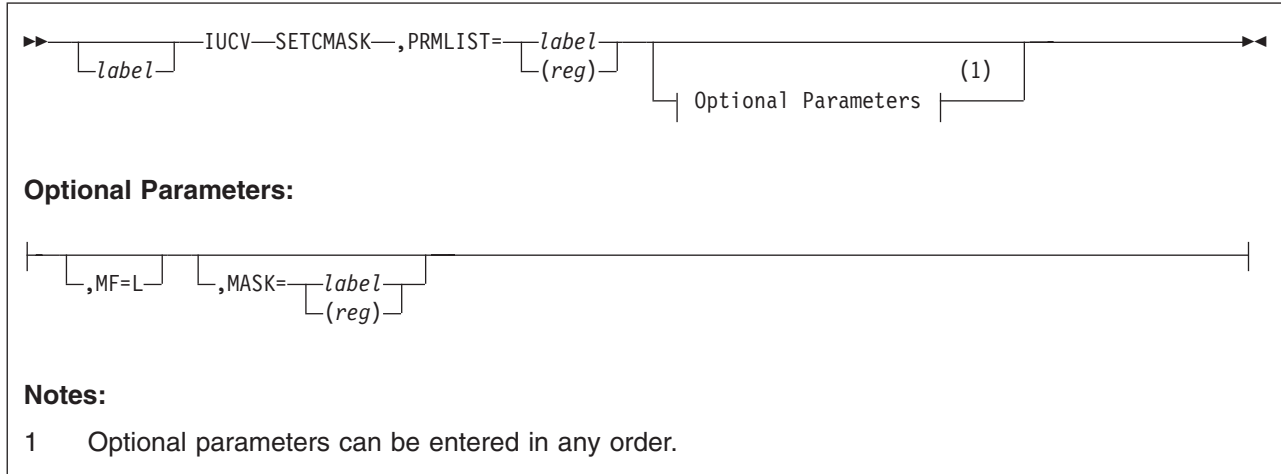 IUCV SETCMASK ,PRMLIST= label
label (reg) (1)
Optional Parameters
Optional Parameters:
,MF=L ,MASK= label
(reg)
Notes:
1 Optional parameters can be entered in any order.